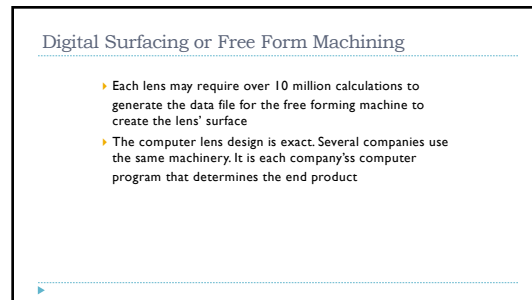 Digital Surfacing or Free Form Machining
Each lens may require over 10 million calculations to
generate the data file for the free forming machine to
create the lens' surface
The computer lens design is exact. Several companies use
the same machinery. It is each company'ss computer
program that determines the end product